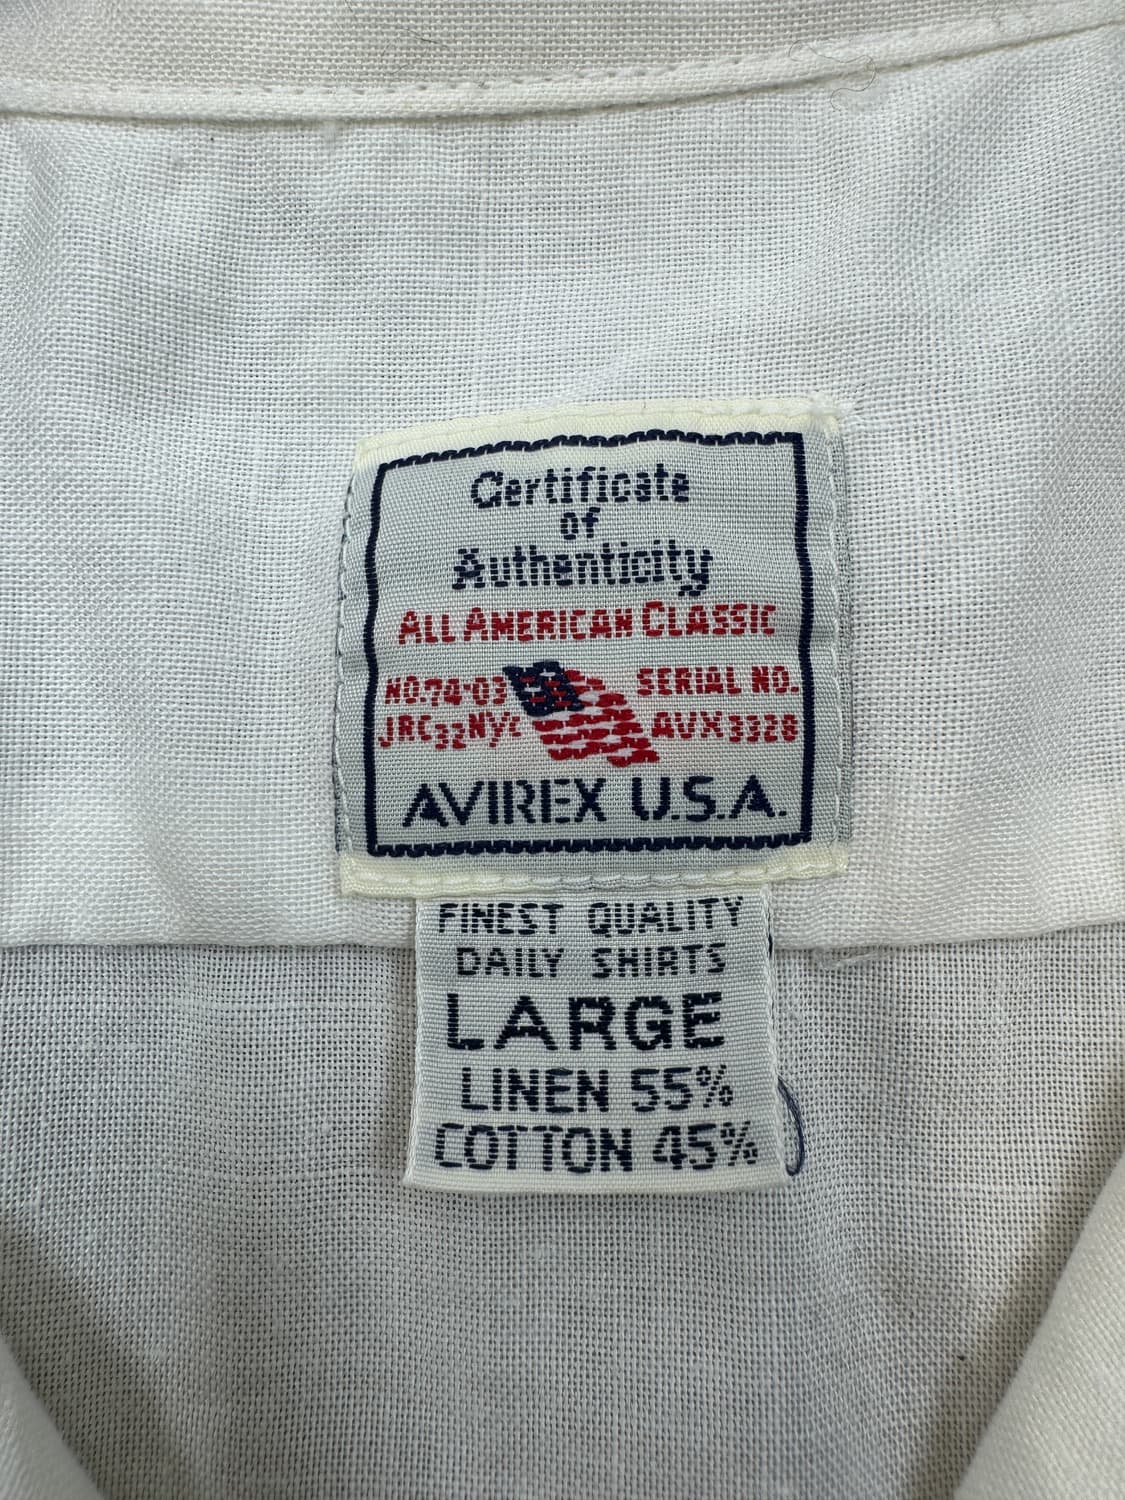 Certificate
of
Authenticity
ALL AMERICAN CLASSIC
NO.74-03 SERIAL NO.
JRC32NYC AVX3328
AVIREX U.S.A.
FINEST QUALITY
DAILY SHIRTS
LARGE
LINEN 55%
COTTON 45%